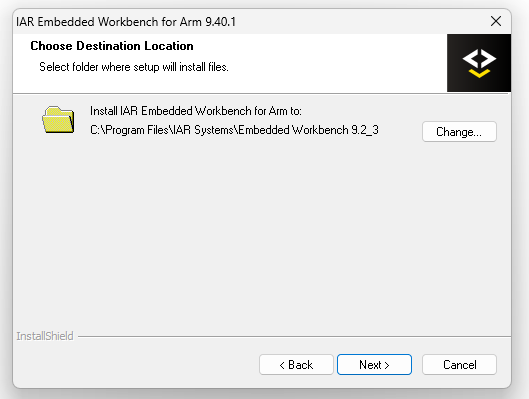 IAR Embedded Workbench for Arm 9.40.1
Choose Destination Location
Select folder where setup will install files.
Install IAR Embedded Workbench for Arm to:
C:\Program Files\IAR Systems\Embedded Workbench 9.2_3
Change...
InstallShield
< Back
Next >
Cancel